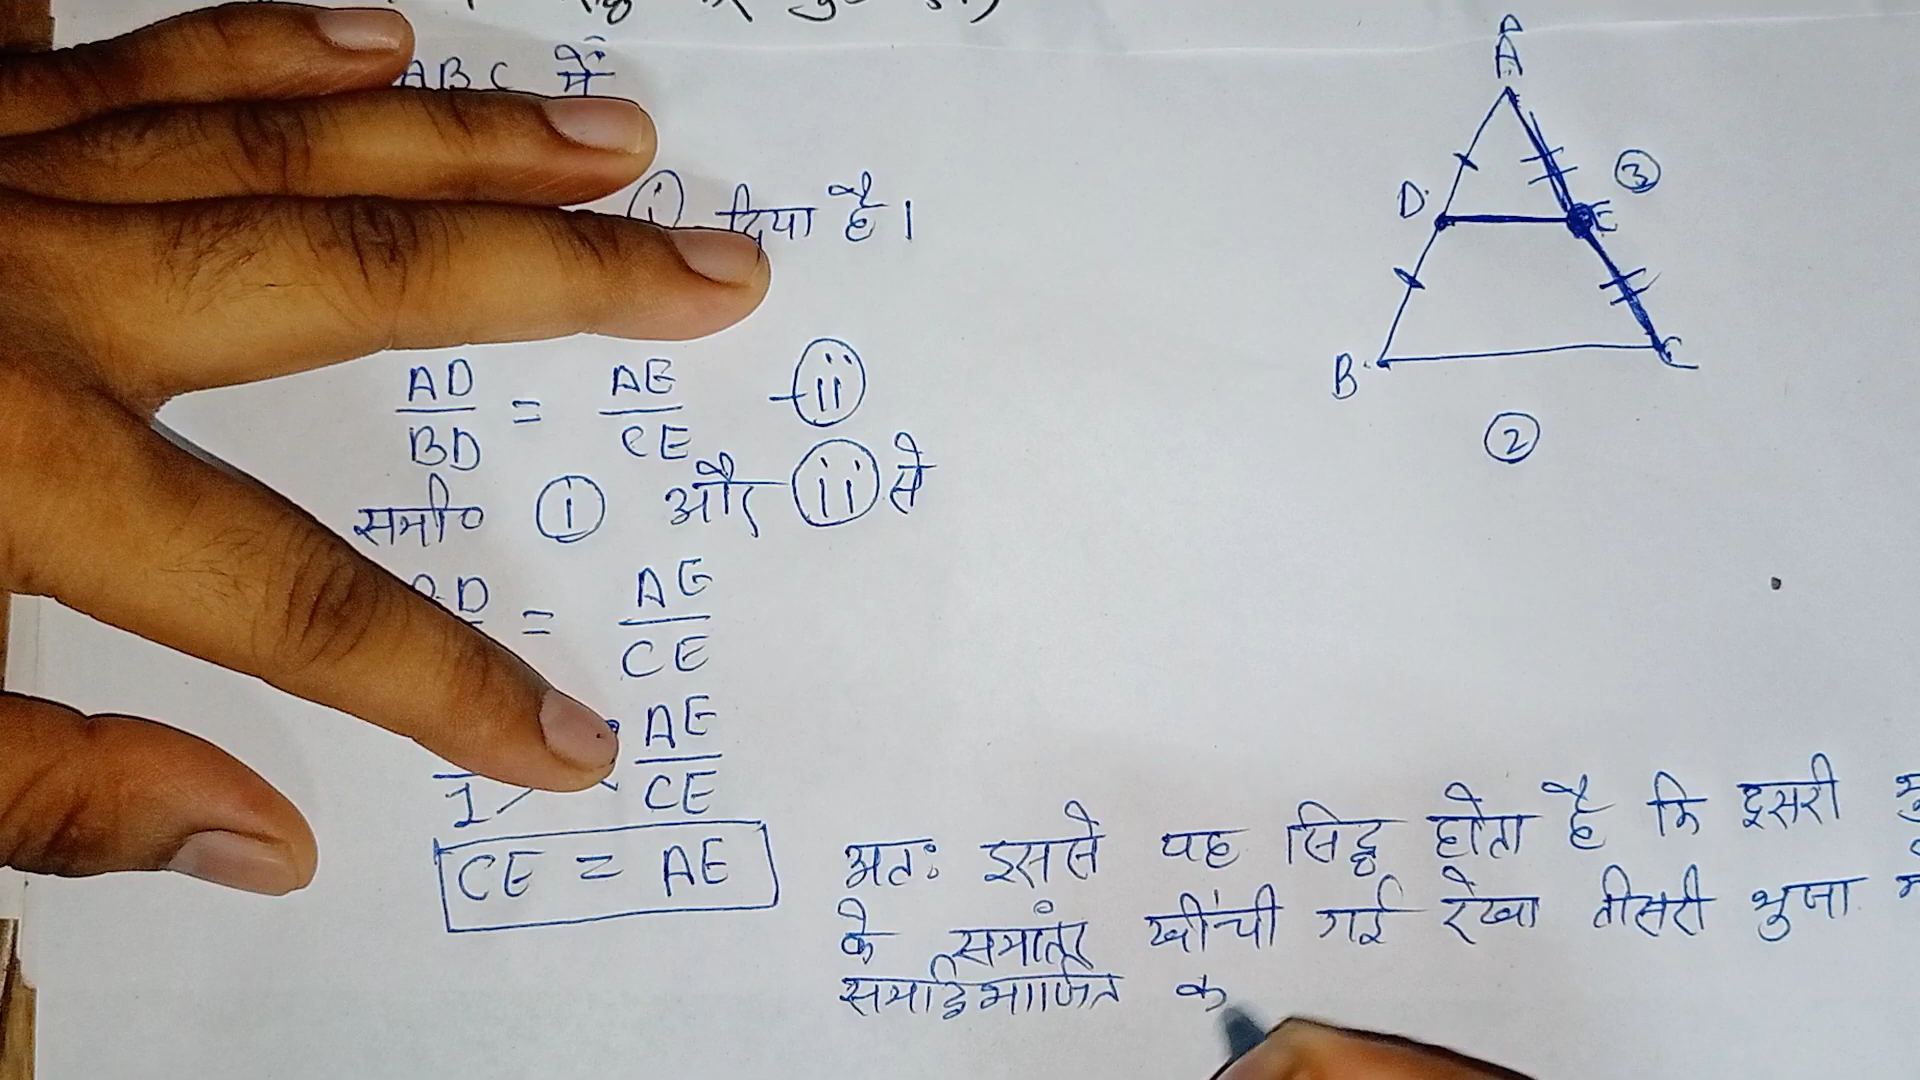 ABC में
(i) दिया है।
AD/BD = AE/CE -(ii)
समी० (i) और (ii) से
D = AE/CE
1 AE/CE
CE = AE
अतः इससे यह सिद्ध होता है कि दुसरी
के समांतर खींची गई रेखा तीसरी भुजा
समद्विभाजित क
A
A
D
E
B
C
(3)
(2)